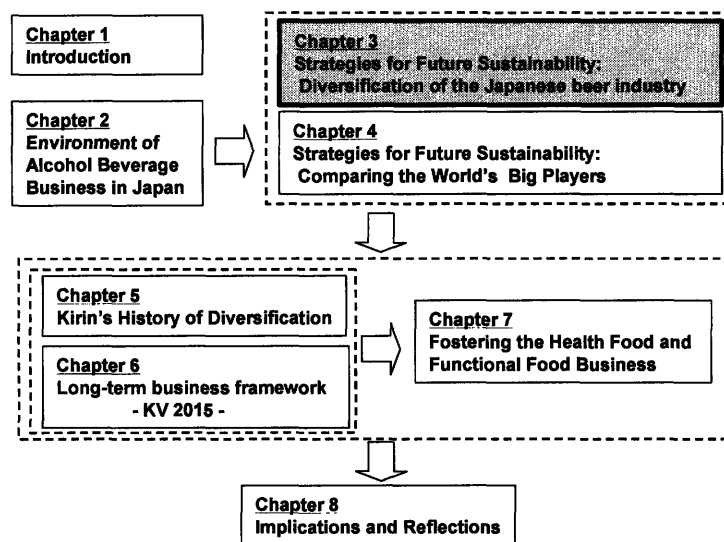 Chapter 1
Introduction
Chapter 2
Environment of
Alcohol Beverage
Business in Japan
Chapter 3
Strategies for Future Sustainability:
Diversification of the Japanese beer industry
Chapter 4
Strategies for Future Sustainability:
Comparing the World's Big Players
Chapter 5
Kirin's History of Diversification
Chapter 6
Long-term business framework
- KV 2015 -
Chapter 7
Fostering the Health Food and
Functional Food Business
Chapter 8
Implications and Reflections